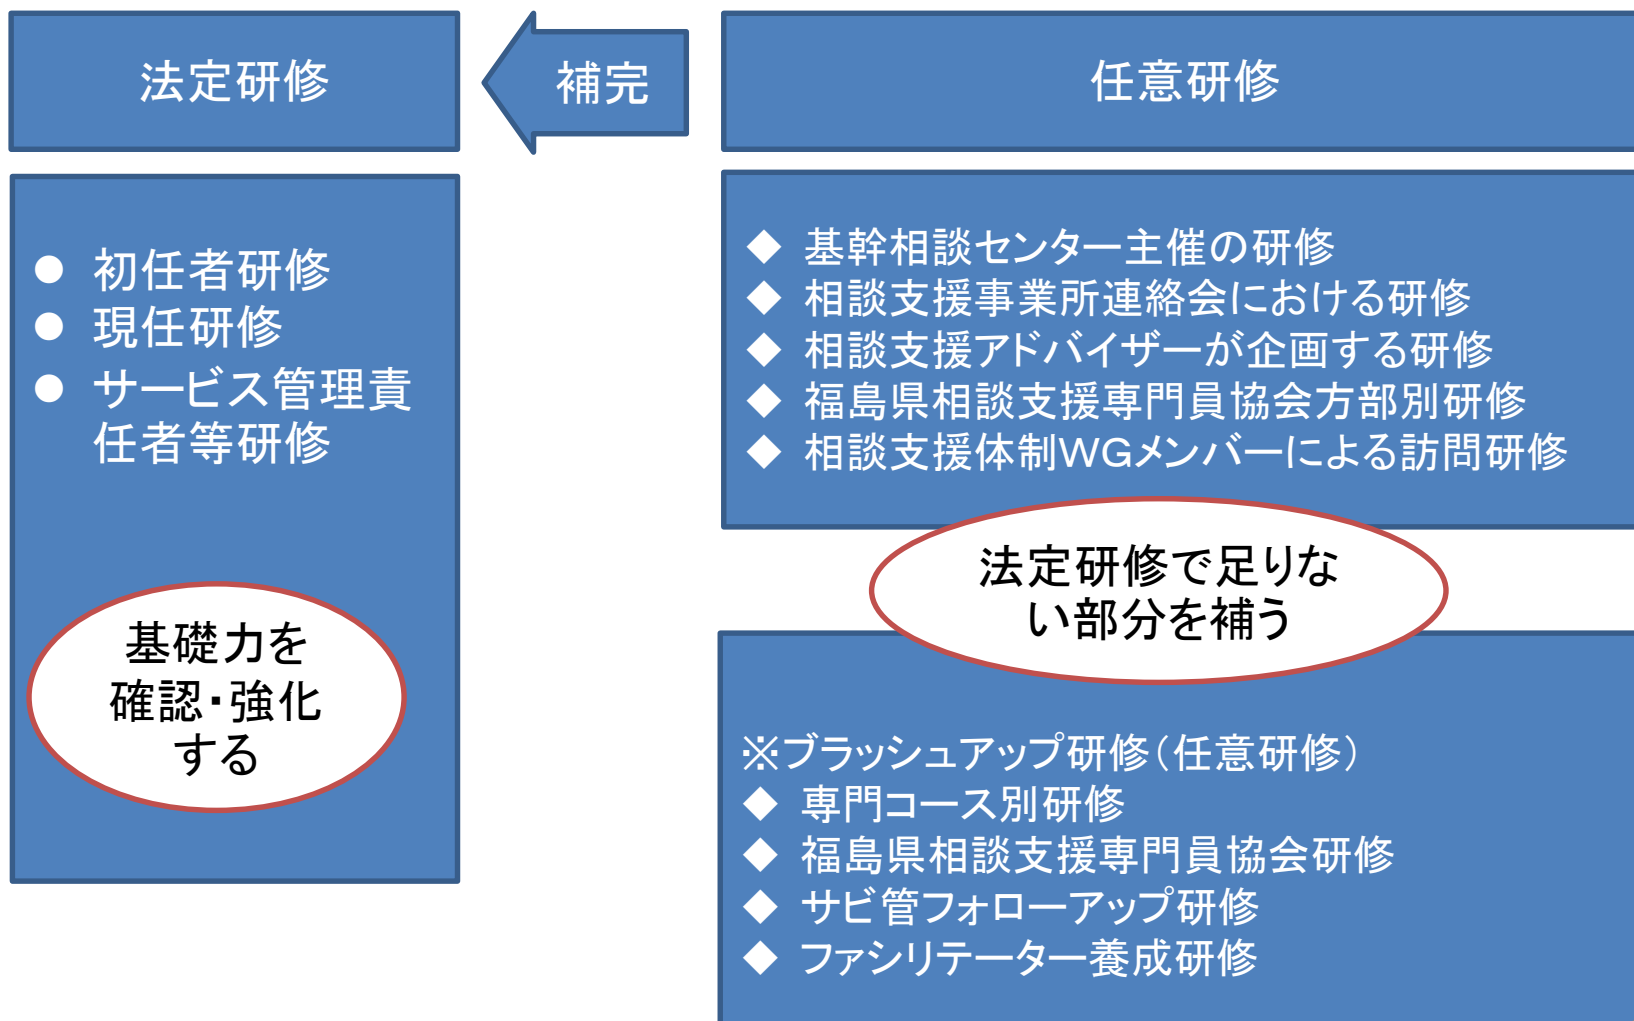 法定研修
補完
任意研修
● 初任者研修
● 現任研修
● サービス管理責
任者等研修
基礎力を
確認・強化
する
◆ 基幹相談センター主催の研修
◆ 相談支援事業所連絡会における研修
◆ 相談支援アドバイザーが企画する研修
◆ 福島県相談支援専門員協会方部別研修
◆ 相談支援体制WGメンバーによる訪問研修
法定研修で足りな
い部分を補う
※ブラッシュアップ研修(任意研修)
◆ 専門コース別研修
◆ 福島県相談支援専門員協会研修
◆ サビ管フォローアップ研修
◆ ファシリテーター養成研修